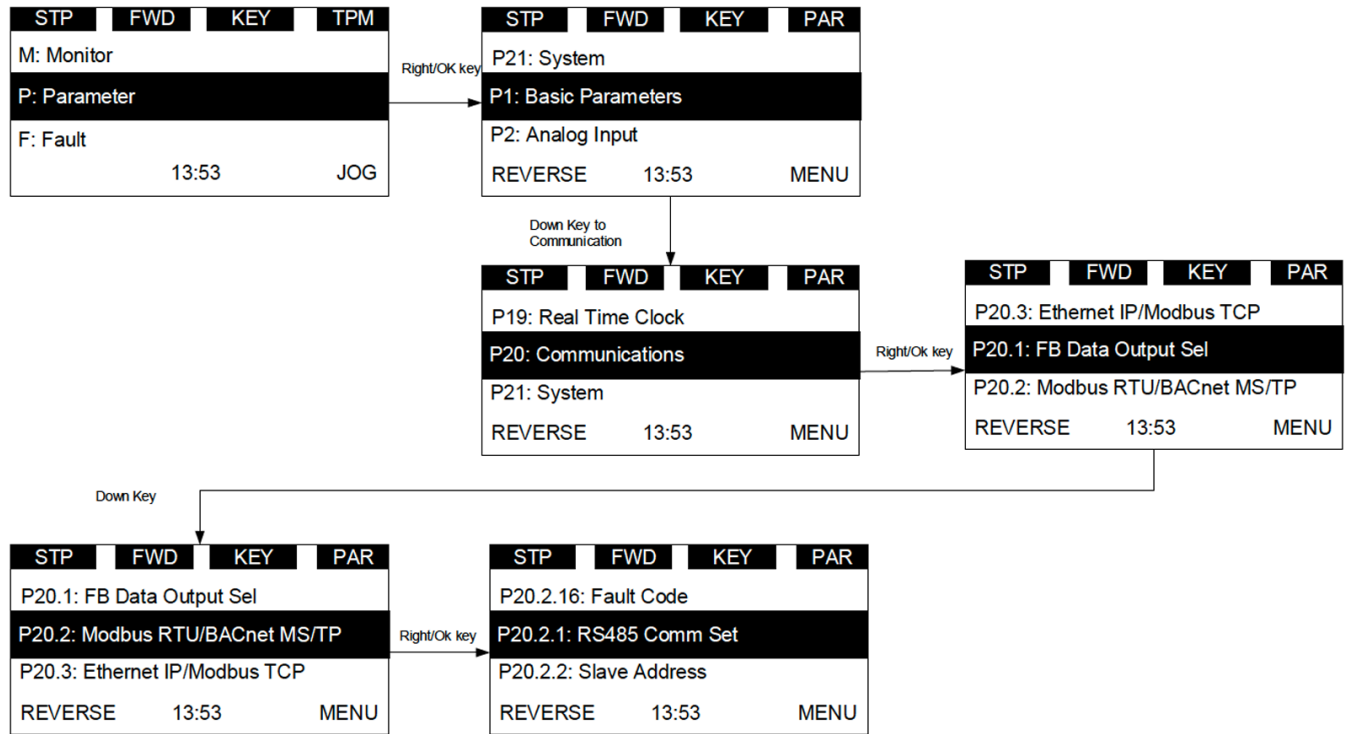 STP FWD KEY TPM
M: Monitor
P: Parameter
F: Fault
13:53 JOG
Right/OK key
STP FWD KEY PAR
P21: System
P1: Basic Parameters
P2: Analog Input
REVERSE 13:53 MENU
Down Key to
Communication
STP FWD KEY PAR
P19: Real Time Clock
P20: Communications
P21: System
REVERSE 13:53 MENU
Right/Ok key
STP FWD KEY PAR
P20.3: Ethernet IP/Modbus TCP
P20.1: FB Data Output Sel
P20.2: Modbus RTU/BACnet MS/TP
REVERSE 13:53 MENU
Down Key
STP FWD KEY PAR
P20.1: FB Data Output Sel
P20.2: Modbus RTU/BACnet MS/TP
P20.3: Ethernet IP/Modbus TCP
REVERSE 13:53 MENU
Right/Ok key
STP FWD KEY PAR
P20.2.16: Fault Code
P20.2.1: RS485 Comm Set
P20.2.2: Slave Address
REVERSE 13:53 MENU